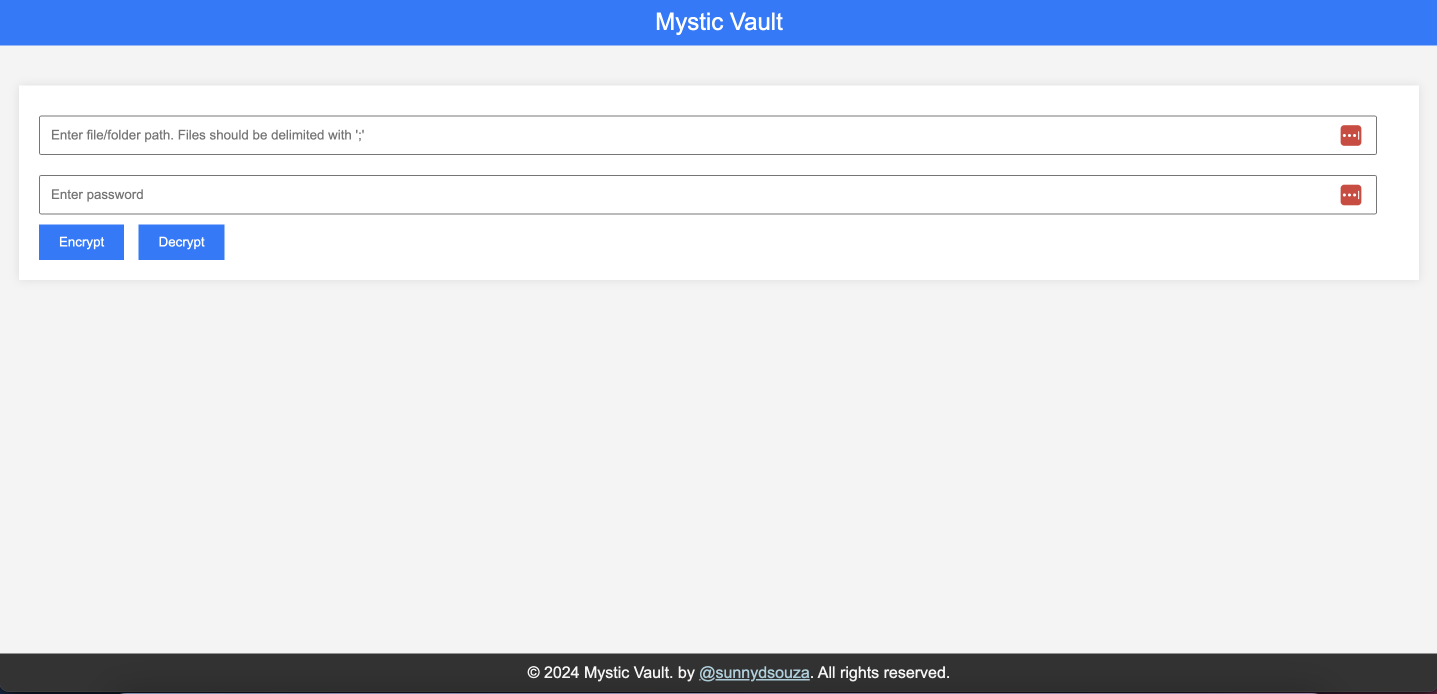 Mystic Vault
Enter file/folder path. Files should be delimited with ';'
Enter password
Encrypt Decrypt
© 2024 Mystic Vault. by @sunnydsouza. All rights reserved.